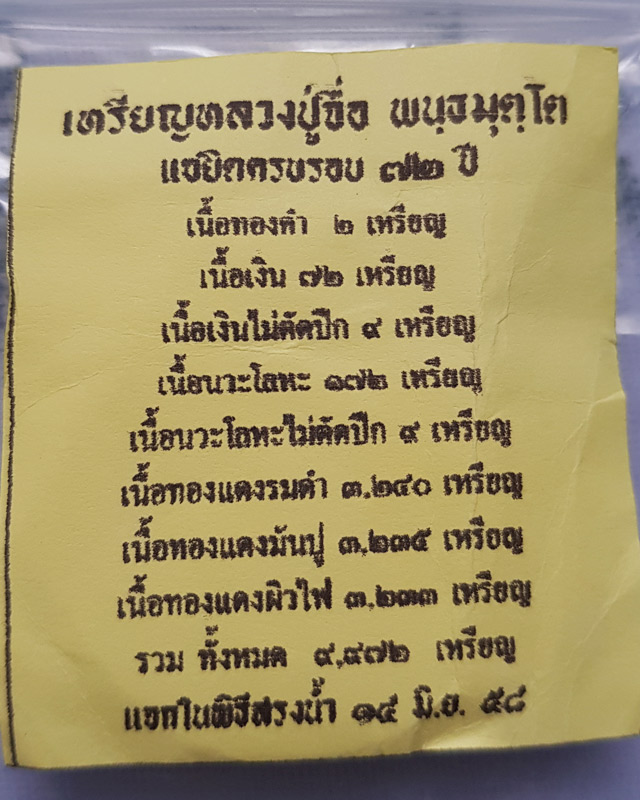 เหรียญหลวงปู่จื่อ พนฺธมุตฺโต
แซยิดครบรอบ ๗๒ ปี
เนื้อทองคำ ๒ เหรียญ
เนื้อเงิน ๗๒ เหรียญ
เนื้อเงินไม่ตัดปีก ๙ เหรียญ
เนื้อนวะโลหะ ๑๗๒ เหรียญ
เนื้อนวะโลหะไม่ตัดปีก ๙ เหรียญ
เนื้อทองแดงรมดำ ๓,๒๔๐ เหรียญ
เนื้อทองแดงมันปู ๓,๒๓๕ เหรียญ
เนื้อทองแดงผิวไฟ ๓,๒๓๓ เหรียญ
รวม ทั้งหมด ๙,๙๗๒ เหรียญ
แจกในพิธีสรงน้ำ ๑๔ มิ.ย. ๕๘